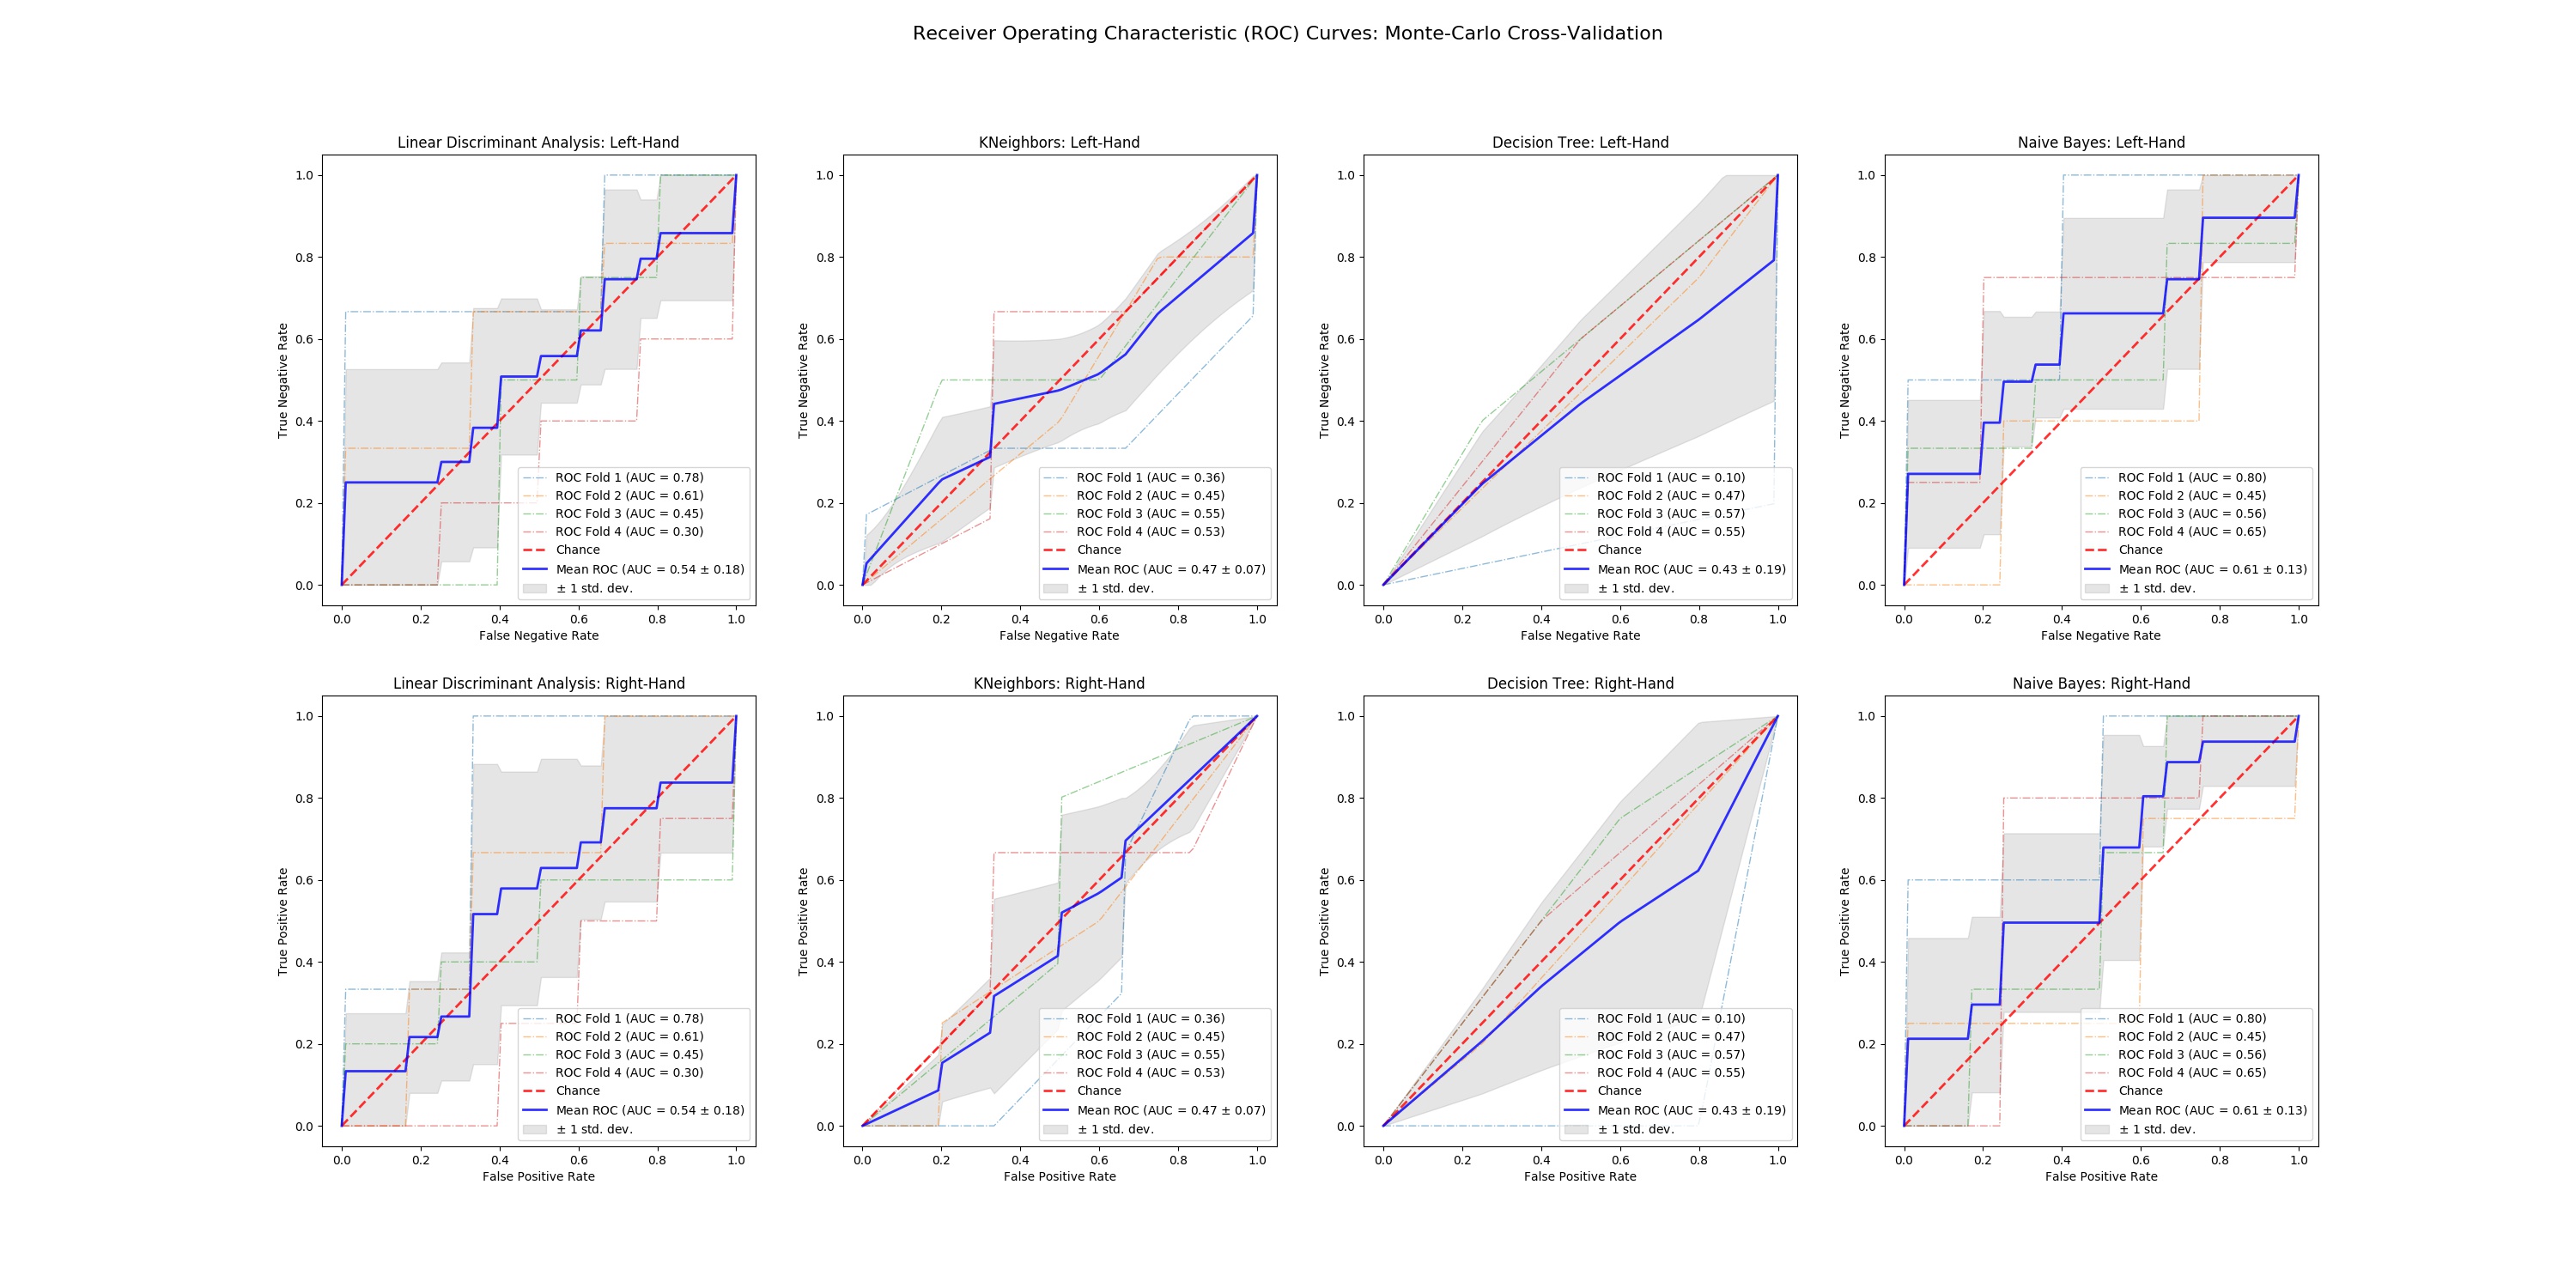 Receiver Operating Characteristic (ROC) Curves: Monte-Carlo Cross-Validation
Linear Discriminant Analysis: Left-Hand
True Negative Rate
1.0
0.8
0.6
0.4
0.2
0.0
ROC Fold 1 (AUC = 0.78)
ROC Fold 2 (AUC = 0.61)
ROC Fold 3 (AUC = 0.45)
ROC Fold 4 (AUC = 0.30)
Chance
Mean ROC (AUC = 0.54 ± 0.18)
± 1 std. dev.
0.0 0.2 0.4 0.6 0.8 1.0
False Negative Rate
KNeighbors: Left-Hand
True Negative Rate
1.0
0.8
0.6
0.4
0.2
0.0
ROC Fold 1 (AUC = 0.36)
ROC Fold 2 (AUC = 0.45)
ROC Fold 3 (AUC = 0.55)
ROC Fold 4 (AUC = 0.53)
Chance
Mean ROC (AUC = 0.47 ± 0.07)
± 1 std. dev.
0.0 0.2 0.4 0.6 0.8 1.0
False Negative Rate
Decision Tree: Left-Hand
True Negative Rate
1.0
0.8
0.6
0.4
0.2
0.0
ROC Fold 1 (AUC = 0.10)
ROC Fold 2 (AUC = 0.47)
ROC Fold 3 (AUC = 0.57)
ROC Fold 4 (AUC = 0.55)
Chance
Mean ROC (AUC = 0.43 ± 0.19)
± 1 std. dev.
0.0 0.2 0.4 0.6 0.8 1.0
False Negative Rate
Naive Bayes: Left-Hand
True Negative Rate
1.0
0.8
0.6
0.4
0.2
0.0
ROC Fold 1 (AUC = 0.80)
ROC Fold 2 (AUC = 0.45)
ROC Fold 3 (AUC = 0.56)
ROC Fold 4 (AUC = 0.65)
Chance
Mean ROC (AUC = 0.61 ± 0.13)
± 1 std. dev.
0.0 0.2 0.4 0.6 0.8 1.0
False Negative Rate
Linear Discriminant Analysis: Right-Hand
True Positive Rate
1.0
0.8
0.6
0.4
0.2
0.0
ROC Fold 1 (AUC = 0.78)
ROC Fold 2 (AUC = 0.61)
ROC Fold 3 (AUC = 0.45)
ROC Fold 4 (AUC = 0.30)
Chance
Mean ROC (AUC = 0.54 ± 0.18)
± 1 std. dev.
0.0 0.2 0.4 0.6 0.8 1.0
False Positive Rate
KNeighbors: Right-Hand
True Positive Rate
1.0
0.8
0.6
0.4
0.2
0.0
ROC Fold 1 (AUC = 0.36)
ROC Fold 2 (AUC = 0.45)
ROC Fold 3 (AUC = 0.55)
ROC Fold 4 (AUC = 0.53)
Chance
Mean ROC (AUC = 0.47 ± 0.07)
± 1 std. dev.
0.0 0.2 0.4 0.6 0.8 1.0
False Positive Rate
Decision Tree: Right-Hand
True Positive Rate
1.0
0.8
0.6
0.4
0.2
0.0
ROC Fold 1 (AUC = 0.10)
ROC Fold 2 (AUC = 0.47)
ROC Fold 3 (AUC = 0.57)
ROC Fold 4 (AUC = 0.55)
Chance
Mean ROC (AUC = 0.43 ± 0.19)
± 1 std. dev.
0.0 0.2 0.4 0.6 0.8 1.0
False Positive Rate
Naive Bayes: Right-Hand
True Positive Rate
1.0
0.8
0.6
0.4
0.2
0.0
ROC Fold 1 (AUC = 0.80)
ROC Fold 2 (AUC = 0.45)
ROC Fold 3 (AUC = 0.56)
ROC Fold 4 (AUC = 0.65)
Chance
Mean ROC (AUC = 0.61 ± 0.13)
± 1 std. dev.
0.0 0.2 0.4 0.6 0.8 1.0
False Positive Rate